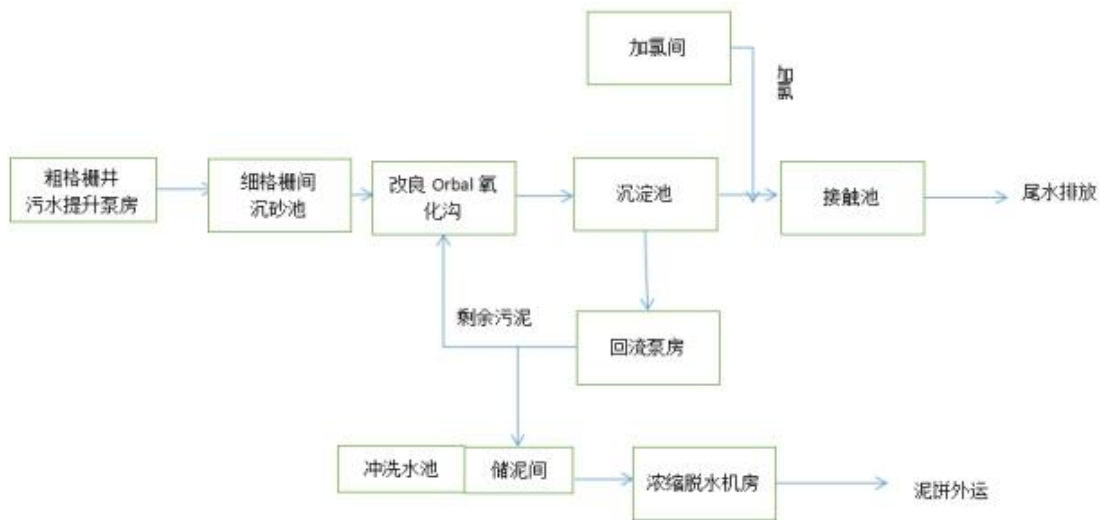 加氯间
加氯
粗格栅井
污水提升泵房
细格栅间
沉砂池
改良 Orbal 氧
化沟
沉淀池
接触池
尾水排放
剩余污泥
回流泵房
冲洗水池
储泥间
浓缩脱水机房
泥饼外运